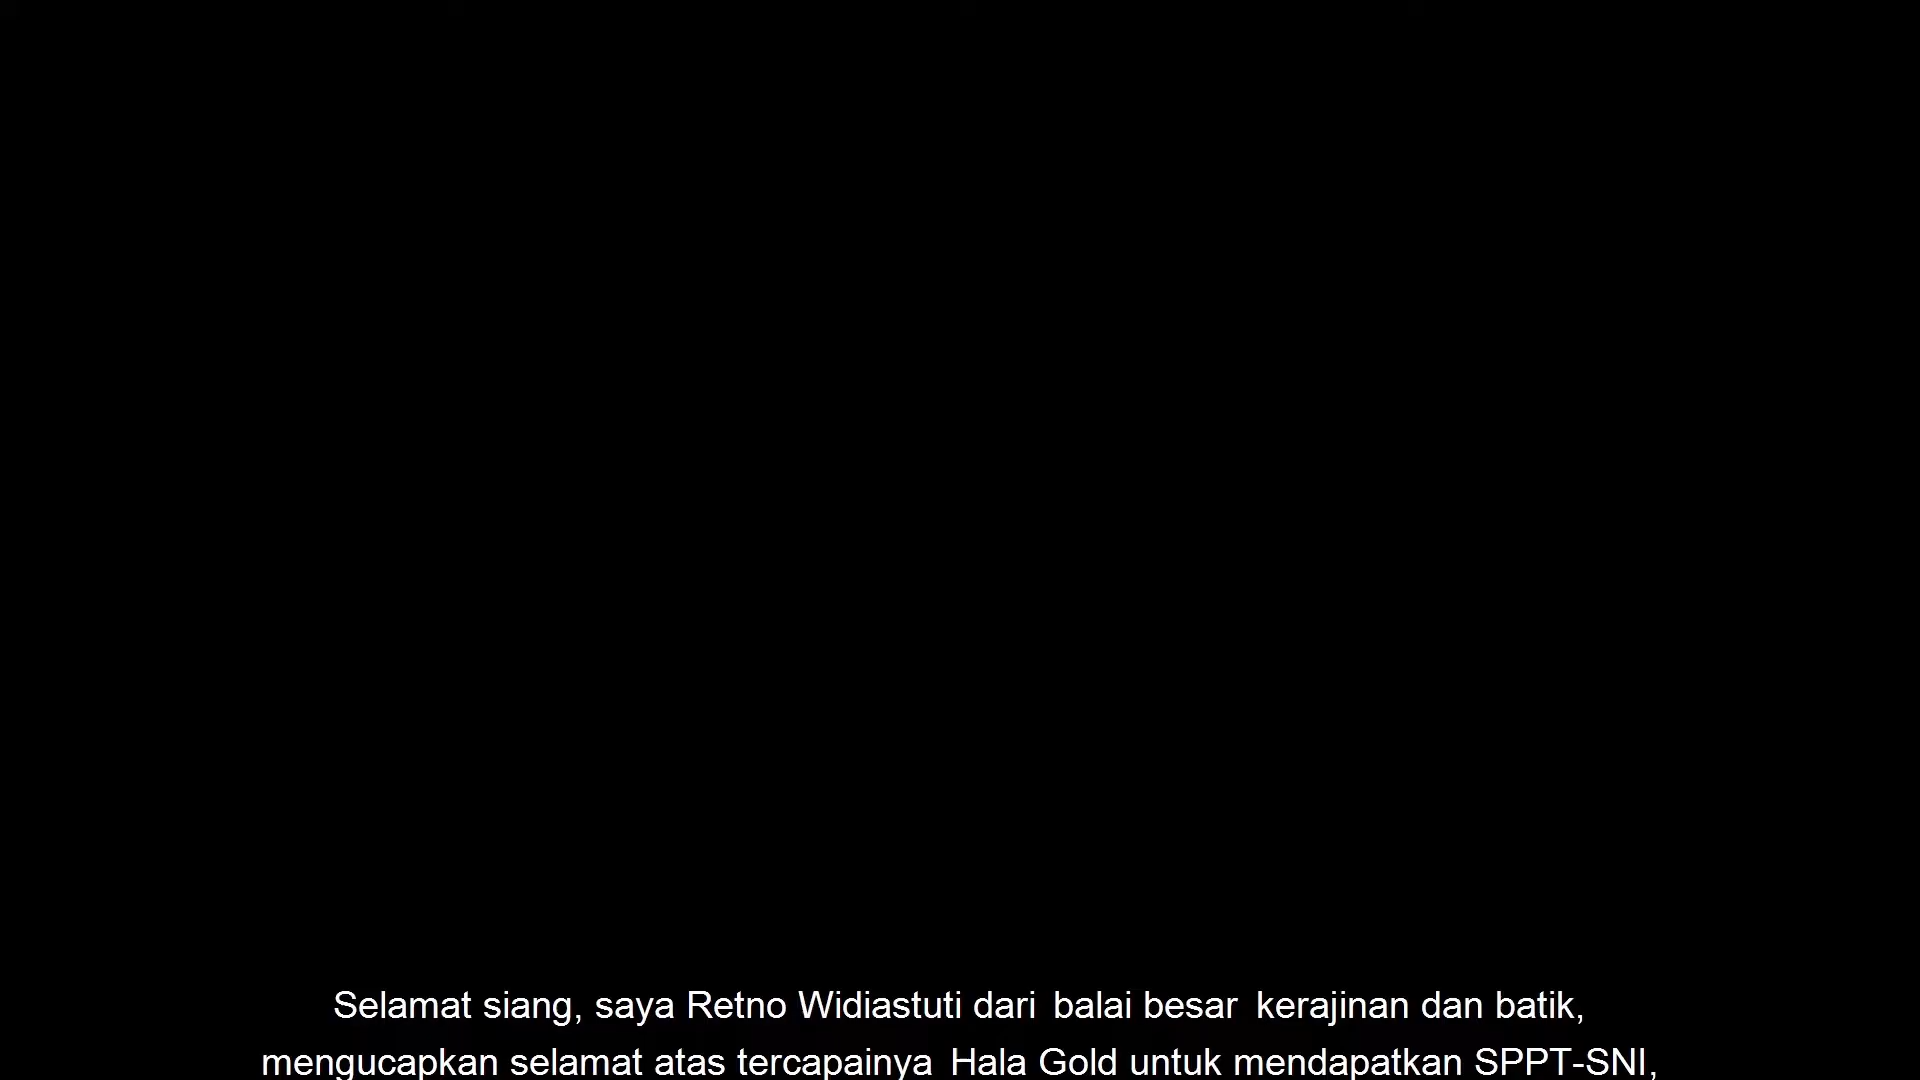 Selamat siang, saya Retno Widiastuti dari balai besar kerajinan dan batik,
mengucapkan selamat atas tercapainya Hala Gold untuk mendapatkan SPPT-SNI,